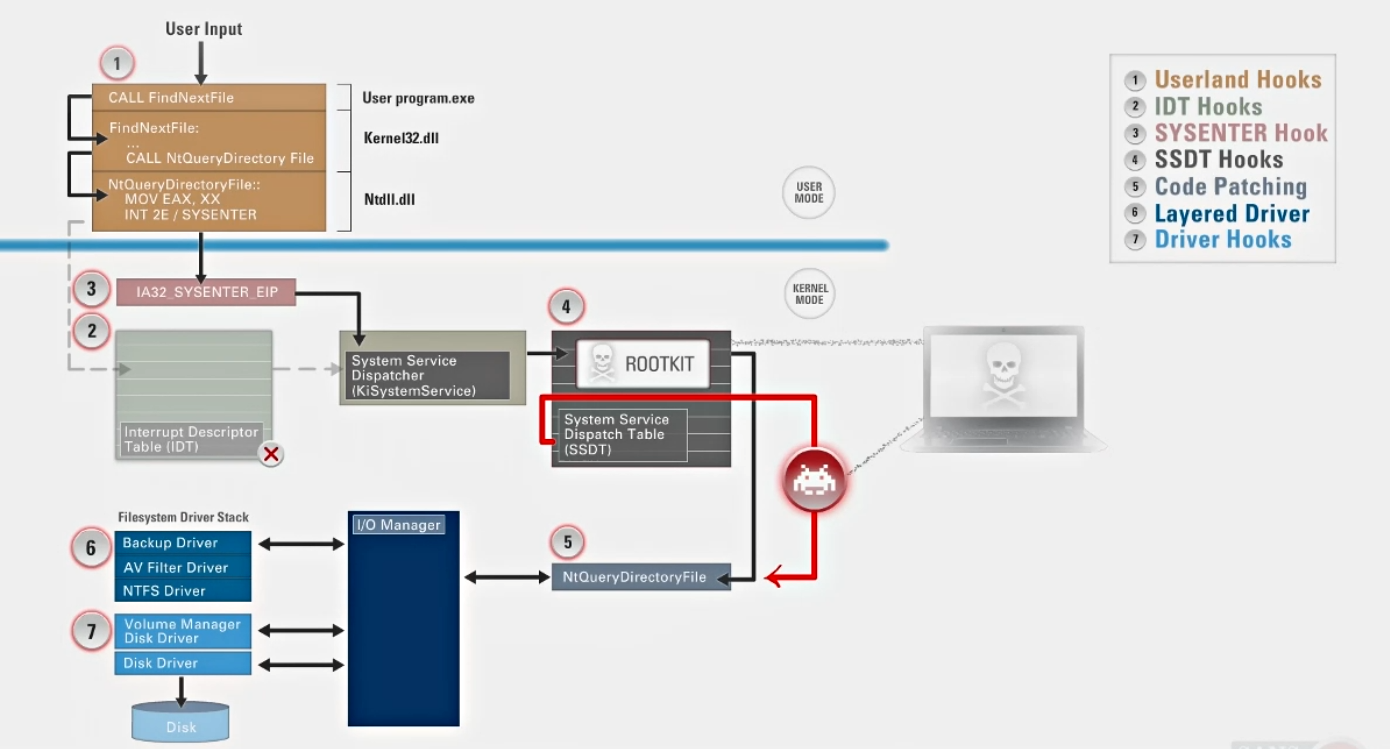 User Input
1
CALL FindNextFile
User program.exe
FindNextFile:
...
CALL NtQueryDirectory File
Kernel32.dll
NtQueryDirectoryFile::
MOV EAX, XX
INT 2E / SYSENTER
Ntdll.dll
USER
MODE
KERNEL
MODE
1 Userland Hooks
2 IDT Hooks
3 SYSENTER Hook
4 SSDT Hooks
5 Code Patching
6 Layered Driver
7 Driver Hooks
3
IA32_SYSENTER_EIP
2
Interrupt Descriptor
Table (IDT)
System Service
Dispatcher
(KiSystemService)
4
ROOTKIT
System Service
Dispatch Table
(SSDT)
Filesystem Driver Stack
6
Backup Driver
AV Filter Driver
NTFS Driver
7
Volume Manager
Disk Driver
Disk Driver
Disk
I/O Manager
5
NtQueryDirectoryFile